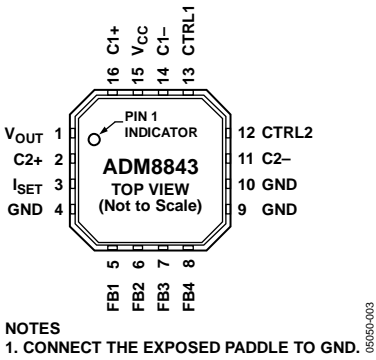 16 C1+
15 VCC
14 C1–
13 CTRL1
PIN 1
INDICATOR
VOUT 1
C2+ 2
ISET 3
GND 4
ADM8843
TOP VIEW
(Not to Scale)
12 CTRL2
11 C2–
10 GND
9 GND
FB1 5
FB2 6
FB3 7
FB4 8
NOTES
1. CONNECT THE EXPOSED PADDLE TO GND.
05050-003